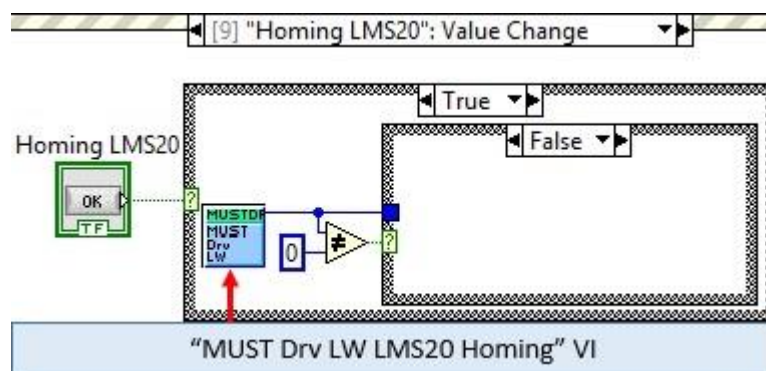 [9] "Homing LMS20": Value Change
True
False
Homing LMS20
OK
TF
?
MUSTDR
MUST
Drv
LW
0
≠
?
“MUST Drv LW LMS20 Homing” VI